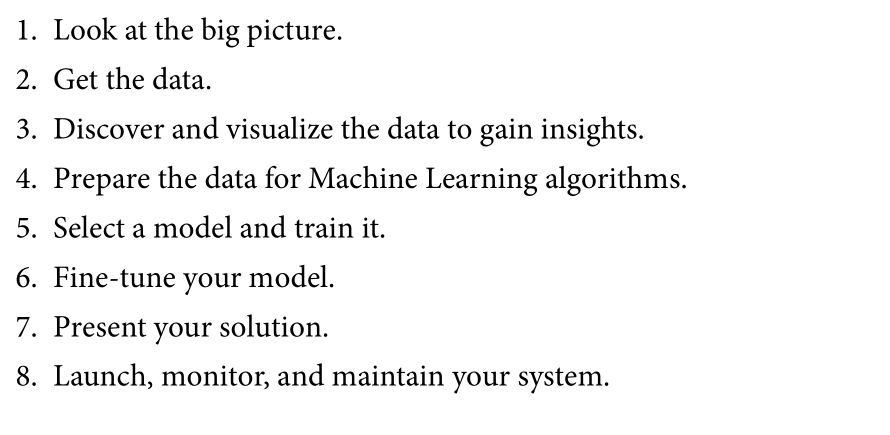 1. Look at the big picture.
2. Get the data.
3. Discover and visualize the data to gain insights.
4. Prepare the data for Machine Learning algorithms.
5. Select a model and train it.
6. Fine-tune your model.
7. Present your solution.
8. Launch, monitor, and maintain your system.